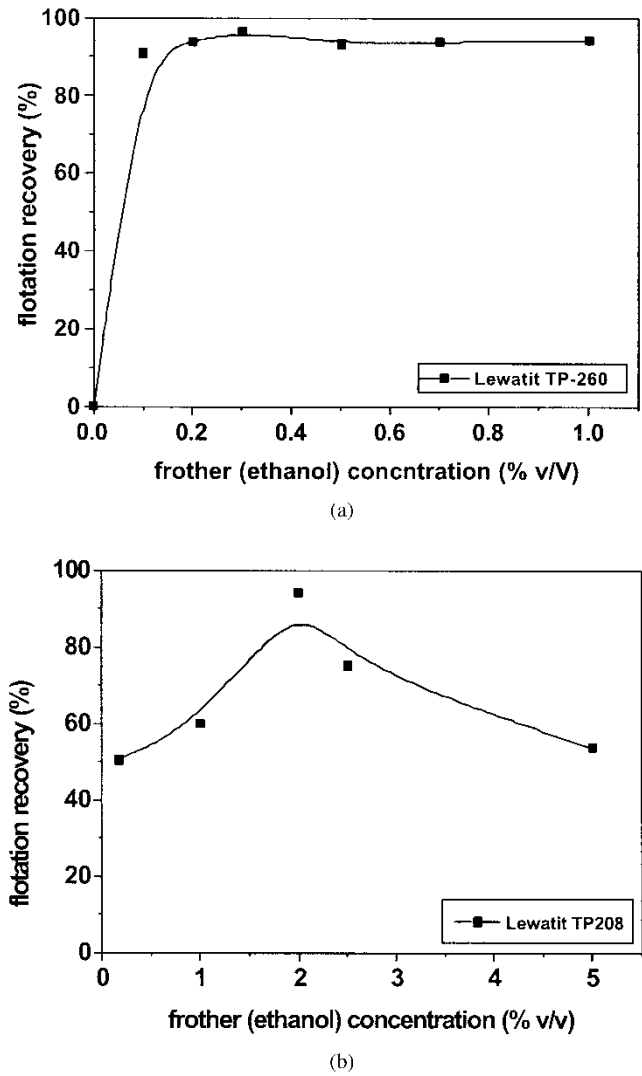 100
80
60
40
20
0
flotation recovery (%)
Lewatit TP-260
0.0 0.2 0.4 0.6 0.8 1.0
frother (ethanol) concntration (% v/V)
(a)
100
80
60
40
20
0
flotation recovery (%)
Lewatit TP208
0 1 2 3 4 5
frother (ethanol) concentration (% v/v)
(b)